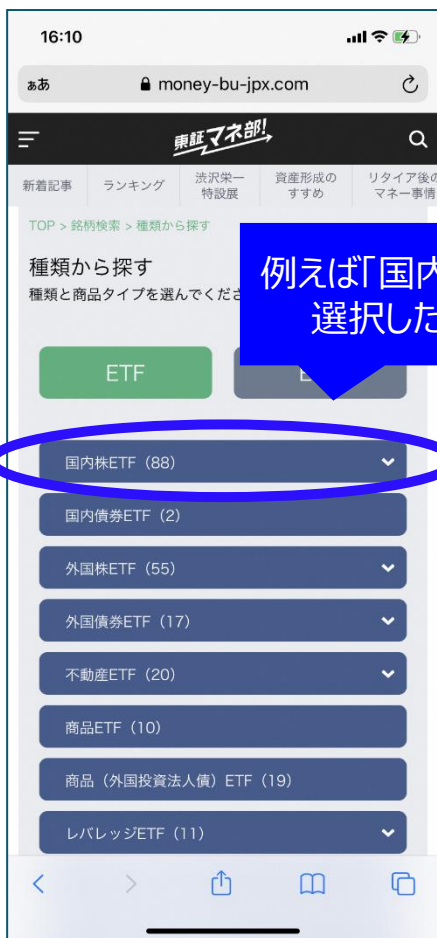 16:10
ぁあ
money-bu-jpx.com
東証マネ部!
新着記事
ランキング
渋沢栄一
特設展
資産形成の
すすめ
リタイア後の
マネー事情
TOP > 銘柄検索 > 種類から探す
種類から探す
種類と商品タイプを選んでくださ
例えば「国内
選択した
ETF
国内株ETF（88）
国内債券ETF（2）
外国株ETF（55）
外国債券ETF（17）
不動産ETF（20）
商品ETF（10）
商品（外国投資法人債）ETF（19）
レバレッジETF（11）